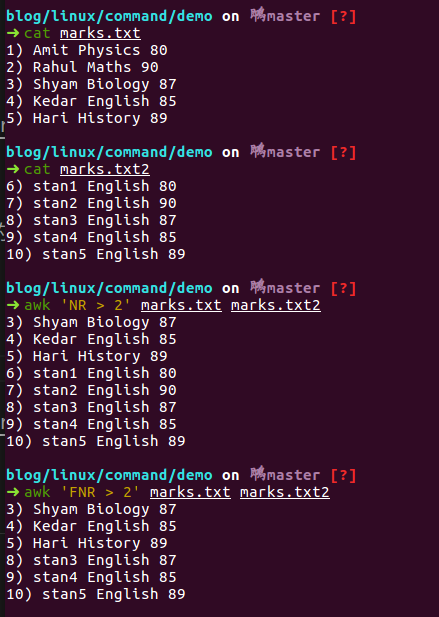 blog/linux/command/demo on master [?]
➜ cat marks.txt
1) Amit Physics 80
2) Rahul Maths 90
3) Shyam Biology 87
4) Kedar English 85
5) Hari History 89
blog/linux/command/demo on master [?]
➜ cat marks.txt2
6) stan1 English 80
7) stan2 English 90
8) stan3 English 87
9) stan4 English 85
10) stan5 English 89
blog/linux/command/demo on master [?]
➜ awk 'NR > 2' marks.txt marks.txt2
3) Shyam Biology 87
4) Kedar English 85
5) Hari History 89
6) stan1 English 80
7) stan2 English 90
8) stan3 English 87
9) stan4 English 85
10) stan5 English 89
blog/linux/command/demo on master [?]
➜ awk 'FNR > 2' marks.txt marks.txt2
3) Shyam Biology 87
4) Kedar English 85
5) Hari History 89
8) stan3 English 87
9) stan4 English 85
10) stan5 English 89